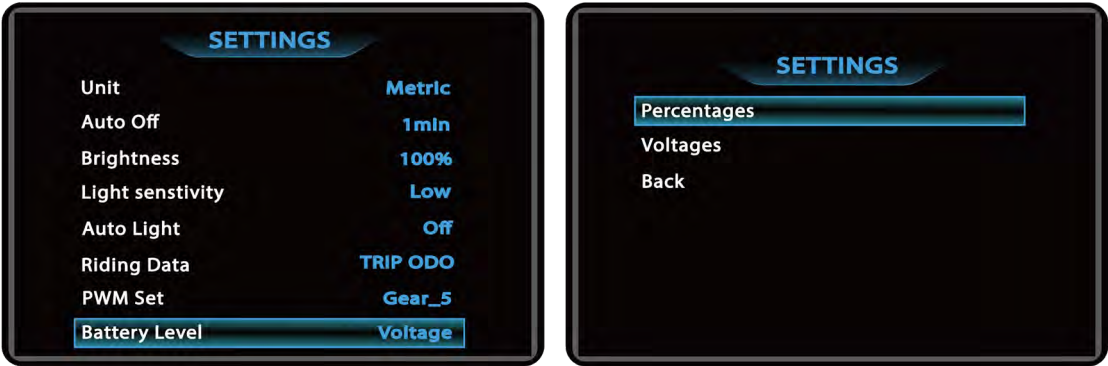 SETTINGS
Unit Metric
Auto Off 1min
Brightness 100%
Light senstivity Low
Auto Light Off
Riding Data TRIP ODO
PWM Set Gear_5
Battery Level Voltage
SETTINGS
Percentages
Voltages
Back